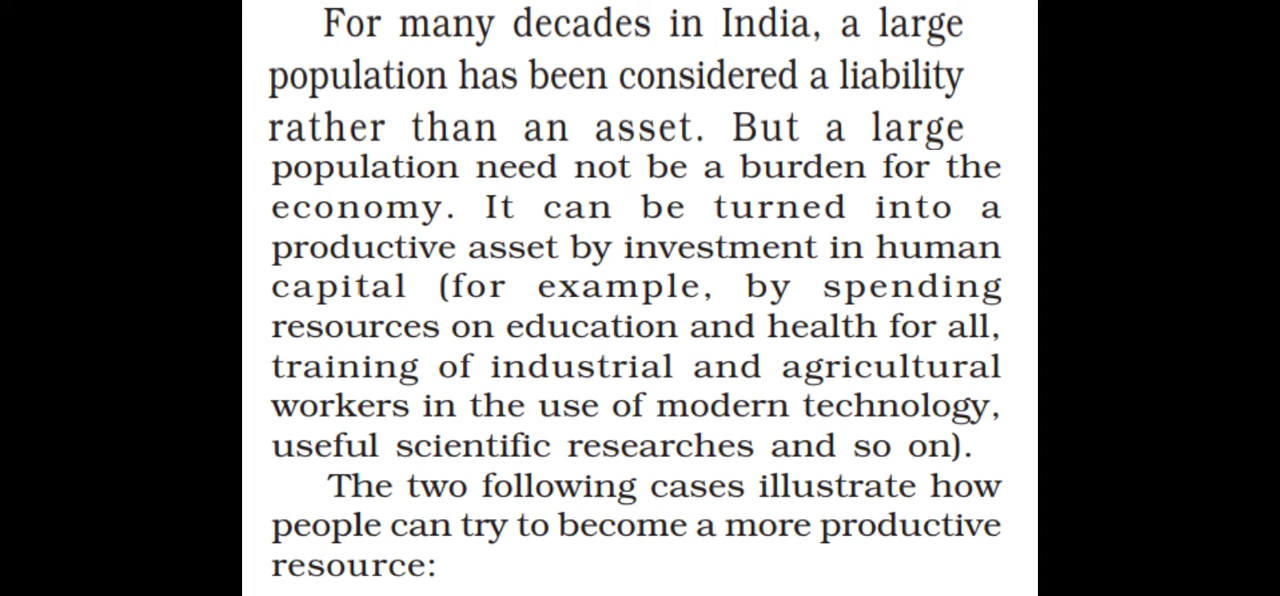 For many decades in India, a large
population has been considered a liability
rather than an asset. But a large
population need not be a burden for the
economy. It can be turned into a
productive asset by investment in human
capital (for example, by spending
resources on education and health for all,
training of industrial and agricultural
workers in the use of modern technology,
useful scientific researches and so on).
The two following cases illustrate how
people can try to become a more productive
resource: